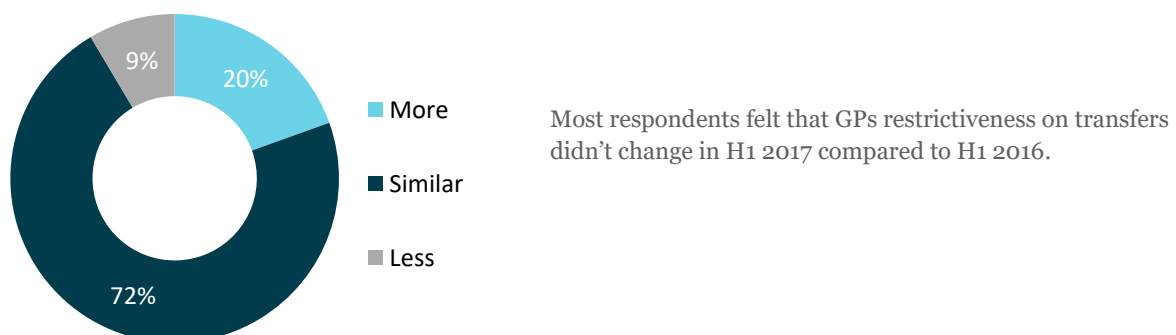 9%
20%
72%
More
Similar
Less
Most respondents felt that GPs restrictiveness on transfers
didn't change in H1 2017 compared to H1 2016.